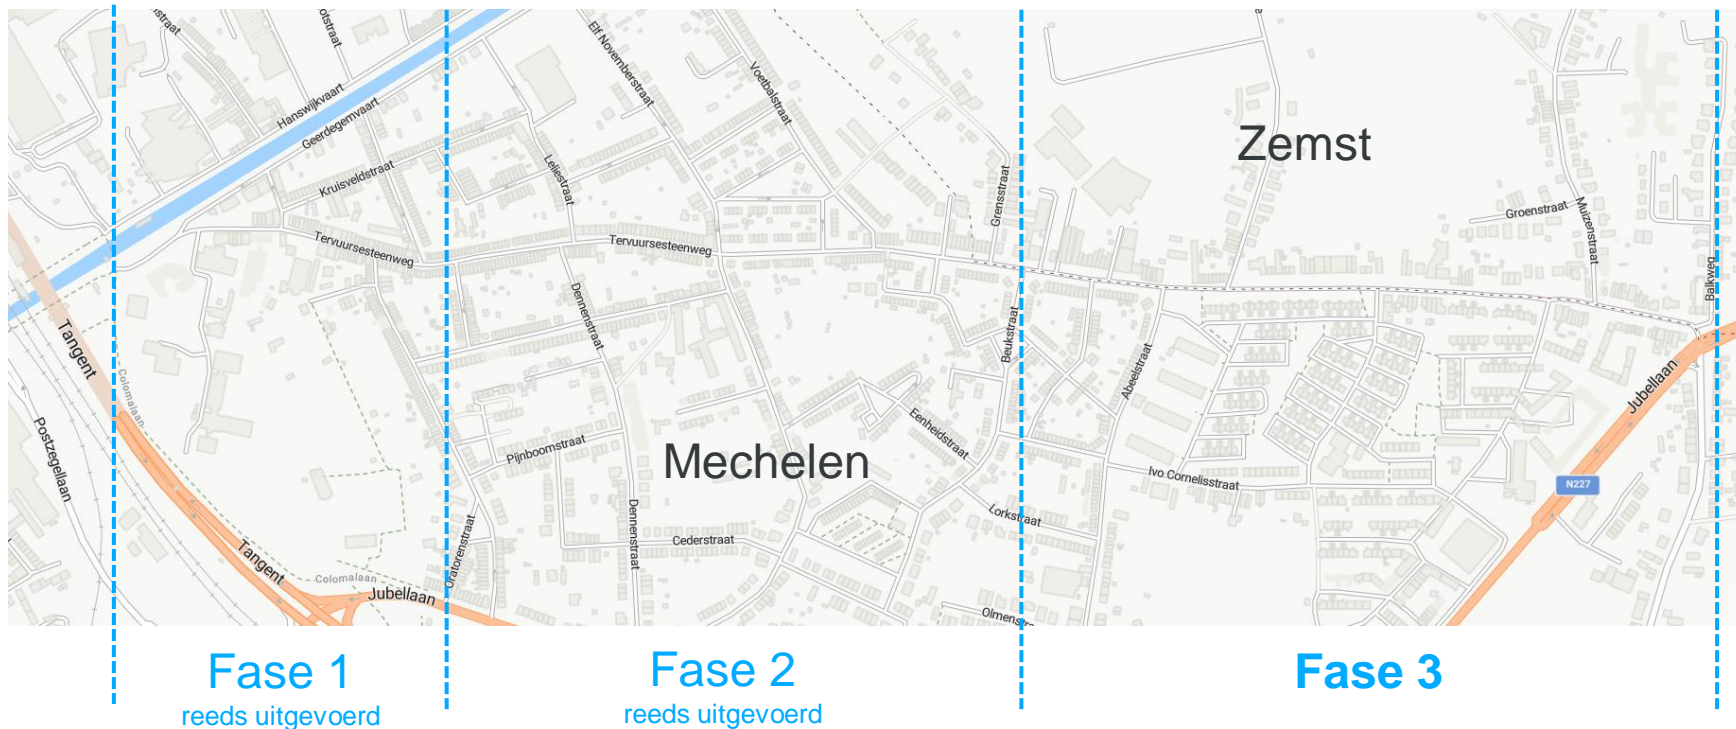 Elf Novemberstraat
Voetbalstraat
Hanswijkvaart
Geerdegemvaart
Zemst
Kruisveldstraat
Leliestraat
Grensstraat
Groenstraat
Muizenstraat
Tervuursesteenweg
Tervuursesteenweg
Balkweg
Dennenstraat
Tangent
Colomalaan
Beukstraat
Abeelstraat
Jubellaan
Postzegellaan
Pijnboomstraat
Mechelen
Eenheidstraat
Ivo Cornelisstraat
N227
Lorkstraat
Dennenstraat
Cederstraat
Oratorenstraat
Tangent
Colomalaan
Jubellaan
Fase 1
reeds uitgevoerd
Fase 2
reeds uitgevoerd
Fase 3